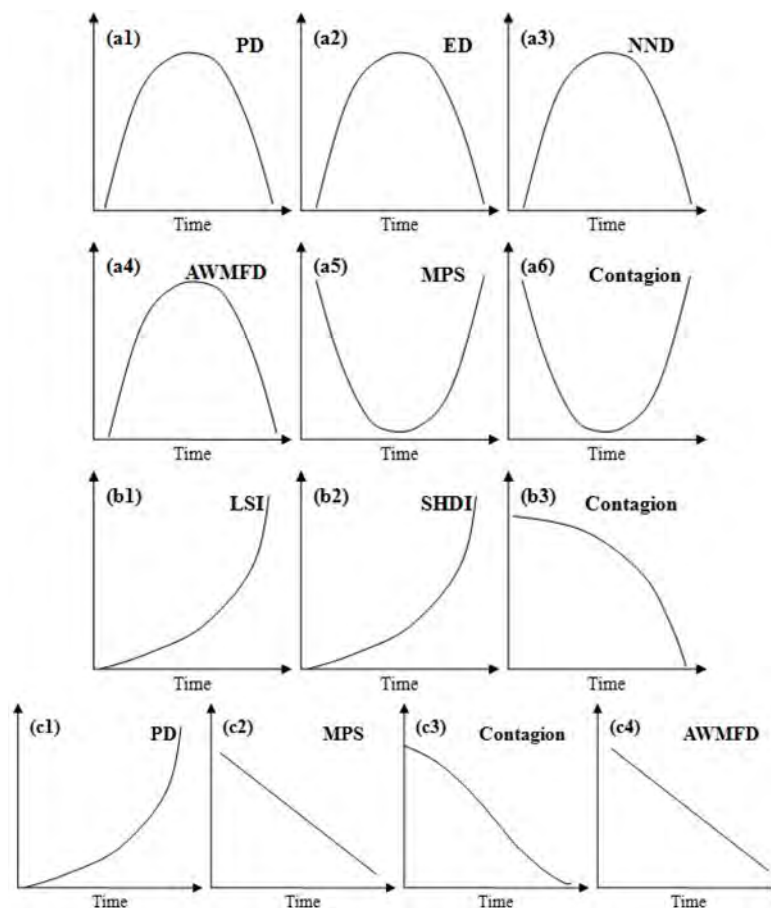 (a1) PD (a2) ED (a3) NND
Time Time Time
(a4) AWMFD (a5) MPS (a6) Contagion
Time Time Time
(b1) LSI (b2) SHDI (b3) Contagion
Time Time Time
(c1) PD (c2) MPS (c3) Contagion (c4) AWMFD
Time Time Time Time